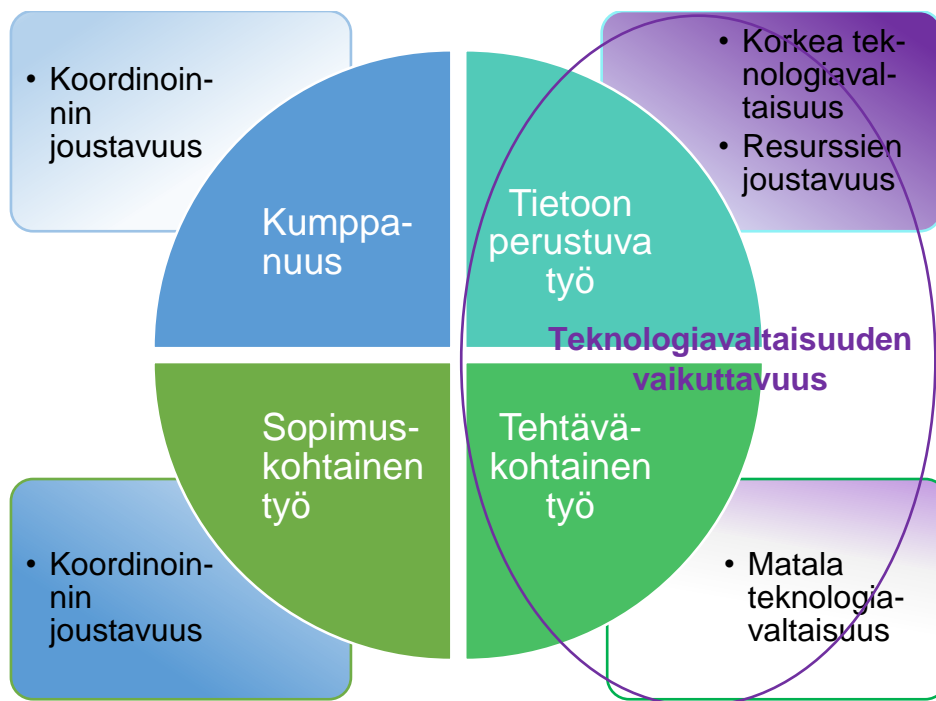 • Koordinoin-
nin
joustavuus
• Korkea tek-
nologiaval-
taisuus
• Resurssien
joustavuus
Kumppa-
nuus
Tietoon
perustuva
työ
Teknologiavaltaisuuden
vaikuttavuus
Sopimus-
kohtainen
työ
Tehtävä-
kohtainen
työ
• Koordinoin-
nin
joustavuus
• Matala
teknologia-
valtaisuus